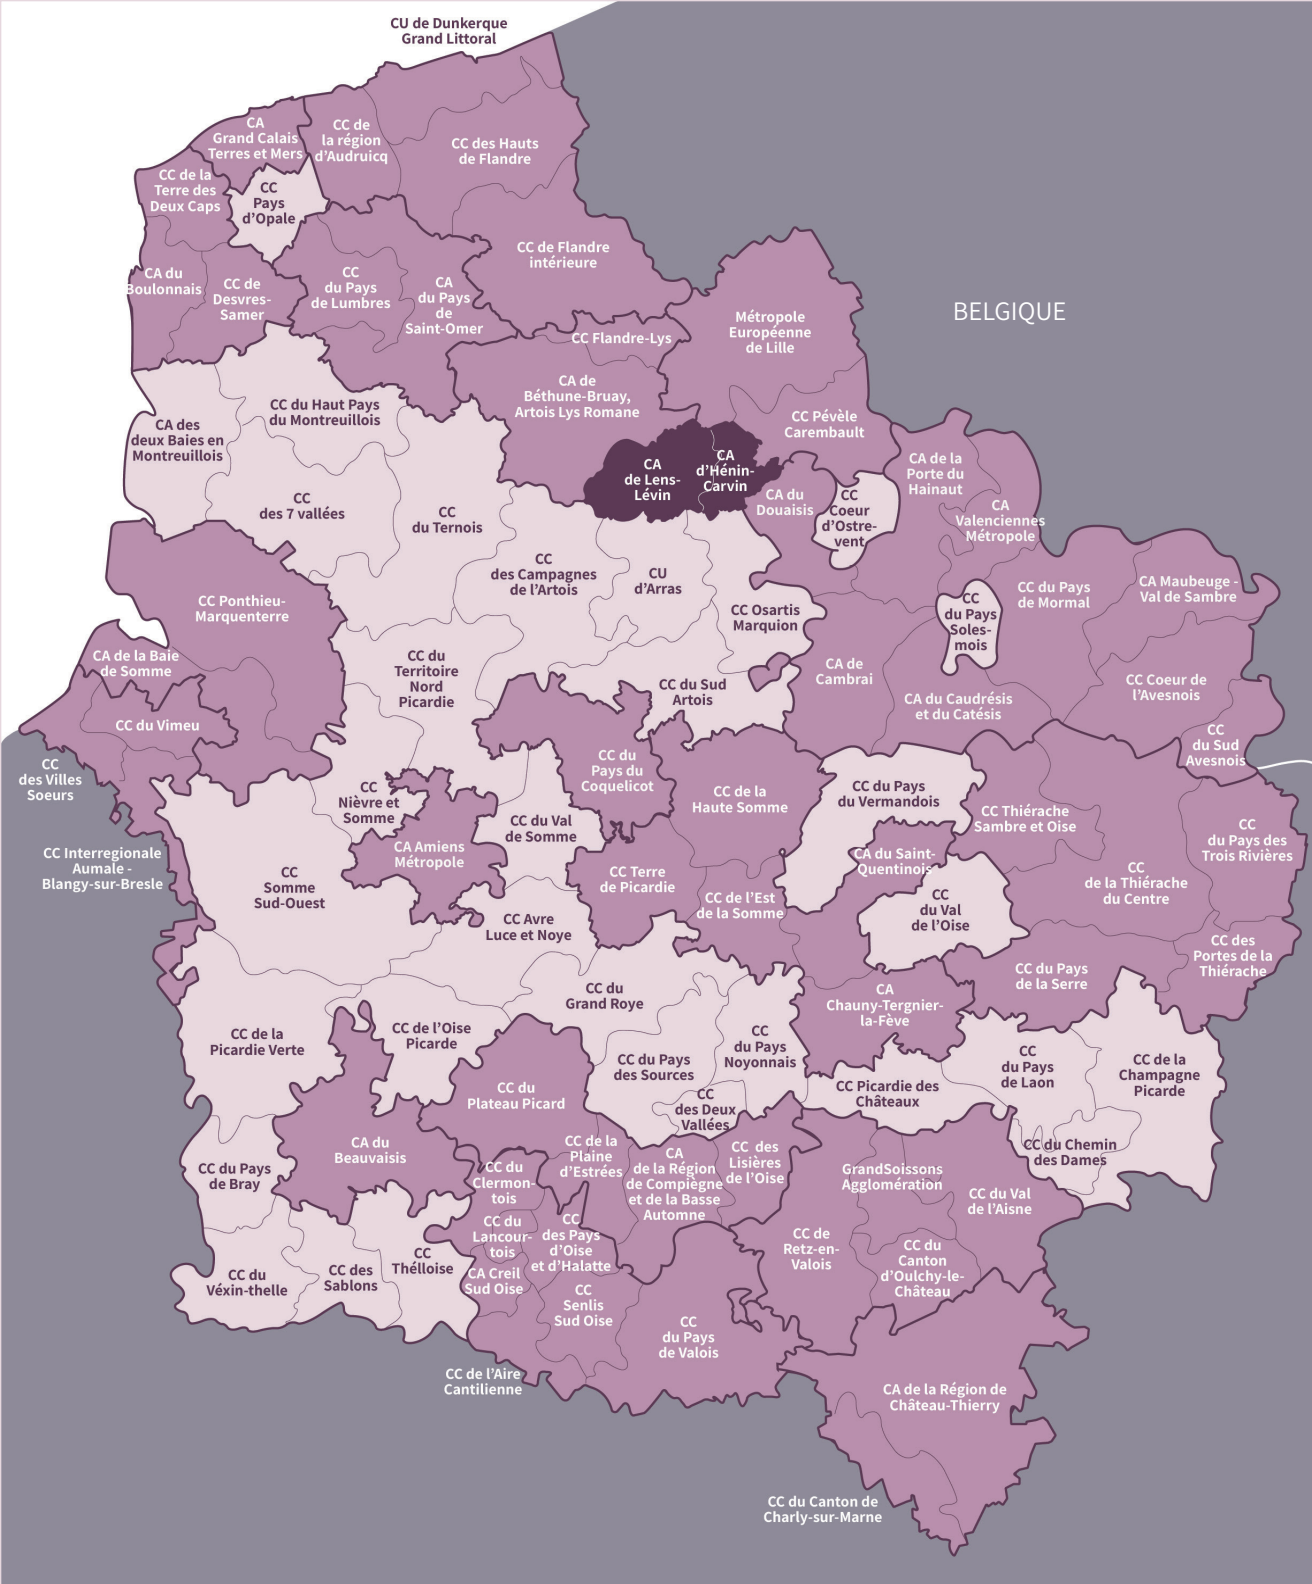 CU de Dunkerque
Grand Littoral
CA
Grand Calais
Terres et Mers
CC de
la région
d'Audruicq
CC des Hauts
de Flandre
CC de la
Terre des
Deux Caps
CC
Pays
d'Opale
CC de Flandre
intérieure
CA du
Boulonnais
CC de
Desvres-
Samer
CC
du Pays
de Lumbres
CA
du Pays
de
Saint-Omer
BELGIQUE
CC Flandre-Lys
Métropole
Européenne
de Lille
CA de
Béthune-Bruay,
Artois Lys Romane
CC du Haut Pays
du Montreuillois
CC Pévèle
Carembault
CA des
deux Baies en
Montreuillois
CA
de Lens-
Lévin
CA
d'Hénin-
Carvin
CA de la
Porte du
Hainaut
CC
des 7 vallées
CC
du Ternois
CA du
Douaisis
CC
Coeur
d'Ostre-
vent
CA
Valenciennes
Métropole
CC
des Campagnes
de l'Artois
CU
d'Arras
CC Osartis
Marquion
CC
du Pays
Soles-
mois
CC du Pays
de Mormal
CA Maubeuge -
Val de Sambre
CC Ponthieu-
Marquenterre
CA de la Baie
de Somme
CC du
Territoire
Nord
Picardie
CC du Sud
Artois
CA de
Cambrai
CA du Caudrésis
et du Catésis
CC Coeur de
l'Avesnois
CC du Vimeu
CC
du Sud
Avesnois
CC
des Villes
Soeurs
CC
Nièvre et
Somme
CC du Val
de Somme
CC du
Pays du
Coquelicot
CC de la
Haute Somme
CC du Pays
du Vermandois
CC Thiérache
Sambre et Oise
CC
du Pays des
Trois Rivières
CC Interregionale
Aumale -
Blangy-sur-Bresle
CC
Somme
Sud-Ouest
CA Amiens
Métropole
CC Terre
de Picardie
CC de l'Est
de la Somme
CA du Saint-
Quentinois
CC
du Val
de l'Oise
CC
de la Thiérache
du Centre
CC Avre
Luce et Noye
CC du
Grand Roye
CA
Chauny-Tergnier-
la-Fève
CC du Pays
de la Serre
CC des
Portes de la
Thiérache
CC de la
Picardie Verte
CC de l'Oise
Picarde
CC du Pays
des Sources
CC
du Pays
Noyonnais
CC
du Pays
de Laon
CC de la
Champagne
Picarde
CC du
Plateau Picard
CC
des Deux
Vallées
CC Picardie des
Châteaux
CC du Pays
de Bray
CA du
Beauvaisis
CC du
Clermon-
tois
CC de la
Plaine
d'Estrées
CA
de la Région
de Compiègne
et de la Basse
Automne
CC des
Lisières
de l'Oise
GrandSoissons
Agglomération
CC du Chemin
des Dames
CC du Val
de l'Aisne
CC du
Véxin-thelle
CC des
Sablons
CC
Thélloise
CC du
Lancour-
tois
CC
des Pays
d'Oise
et d'Halatte
CA Creil
Sud Oise
CC
Senlis
Sud Oise
CC
du Pays
de Valois
CC de
Retz-en-
Valois
CC du
Canton
d'Oulchy-le-
Château
CC de l'Aire
Cantilienne
CA de la Région de
Château-Thierry
CC du Canton de
Charly-sur-Marne